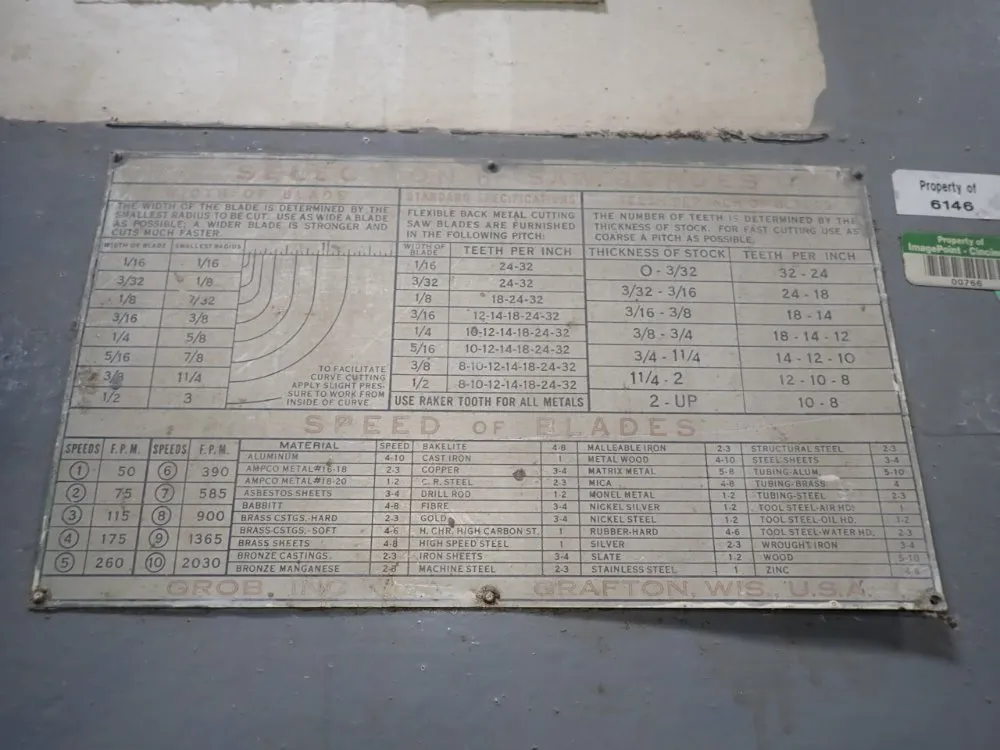 SELECTION OF SAW BLADES
WIDTH OF BLADE
THE WIDTH OF THE BLADE IS DETERMINED BY THE
SMALLEST RADIUS TO BE CUT. USE AS WIDE A BLADE
AS POSSIBLE; A WIDER BLADE IS STRONGER AND
CUTS MUCH FASTER.
WIDTH OF BLADE SMALLEST RADIUS
1/16 1/16
3/32 1/8
1/8 7/32
3/16 3/8
1/4 5/8
5/16 7/8
3/8 1 1/4
1/2 3
TO FACILITATE
CURVE CUTTING
APPLY SLIGHT PRES-
SURE TO WORK FROM
INSIDE OF CURVE.
STANDARD SPECIFICATIONS
FLEXIBLE BACK METAL CUTTING
SAW BLADES ARE FURNISHED
IN THE FOLLOWING PITCH:
WIDTH OF BLADE TEETH PER INCH
1/16 24-32
3/32 24-32
1/8 18-24-32
3/16 12-14-18-24-32
1/4 10-12-14-18-24-32
5/16 10-12-14-18-24-32
3/8 8-10-12-14-18-24-32
1/2 8-10-12-14-18-24-32
USE RAKER TOOTH FOR ALL METALS
THE NUMBER OF TEETH IS DETERMINED BY THE
THICKNESS OF STOCK. FOR FAST CUTTING USE AS
COARSE A PITCH AS POSSIBLE.
THICKNESS OF STOCK TEETH PER INCH
0 - 3/32 32 - 24
3/32 - 3/16 24 - 18
3/16 - 3/8 18 - 14
3/8 - 3/4 18 - 14 - 12
3/4 - 1 1/4 14 - 12 - 10
1 1/4 - 2 12 - 10 - 8
2 - UP 10 - 8
SPEED OF BLADES
SPEEDS F.P.M. SPEEDS F.P.M.
1 50 6 390
2 75 7 585
3 115 8 900
4 175 9 1365
5 260 10 2030
MATERIAL SPEED
ALUMINUM 4-10
AMPCO METAL #16-18 2-3
AMPCO METAL #18-20 1-2
ASBESTOS SHEETS 3-4
BABBITT 4-8
BRASS CSTGS.-HARD 2-3
BRASS CSTGS.-SOFT 4-6
BRASS SHEETS 4-8
BRONZE CASTINGS 2-3
BRONZE MANGANESE 2-3
BAKELITE 4-8
CAST IRON 1
COPPER 3-4
C. R. STEEL 2-3
DRILL ROD 1-2
FIBRE 3-4
GOLD 3-4
H. CHR. HIGH CARBON ST. 1
HIGH SPEED STEEL 1
IRON SHEETS 3-4
MACHINE STEEL 2-3
MALLEABLE IRON 2-3
METAL WOOD 4-10
MATRIX METAL 5-8
MICA 4-8
MONEL METAL 1-2
NICKEL SILVER 1-2
NICKEL STEEL 1-2
RUBBER-HARD 4-6
SILVER 2-3
SLATE 1-2
STAINLESS STEEL 1
STRUCTURAL STEEL 2-3
STEEL SHEETS 3-4
TUBING-ALUM. 5-10
TUBING-BRASS 4
TUBING-STEEL 2-3
TOOL STEEL-AIR HD. 1
TOOL STEEL-OIL HD. 1-2
TOOL STEEL-WATER HD. 2-3
WROUGHT IRON 3-4
WOOD 5-10
ZINC
GROB, INC. GRAFTON, WIS., U.S.A.
Property of
6146
Property of
ImagePoint - Cincin
00766